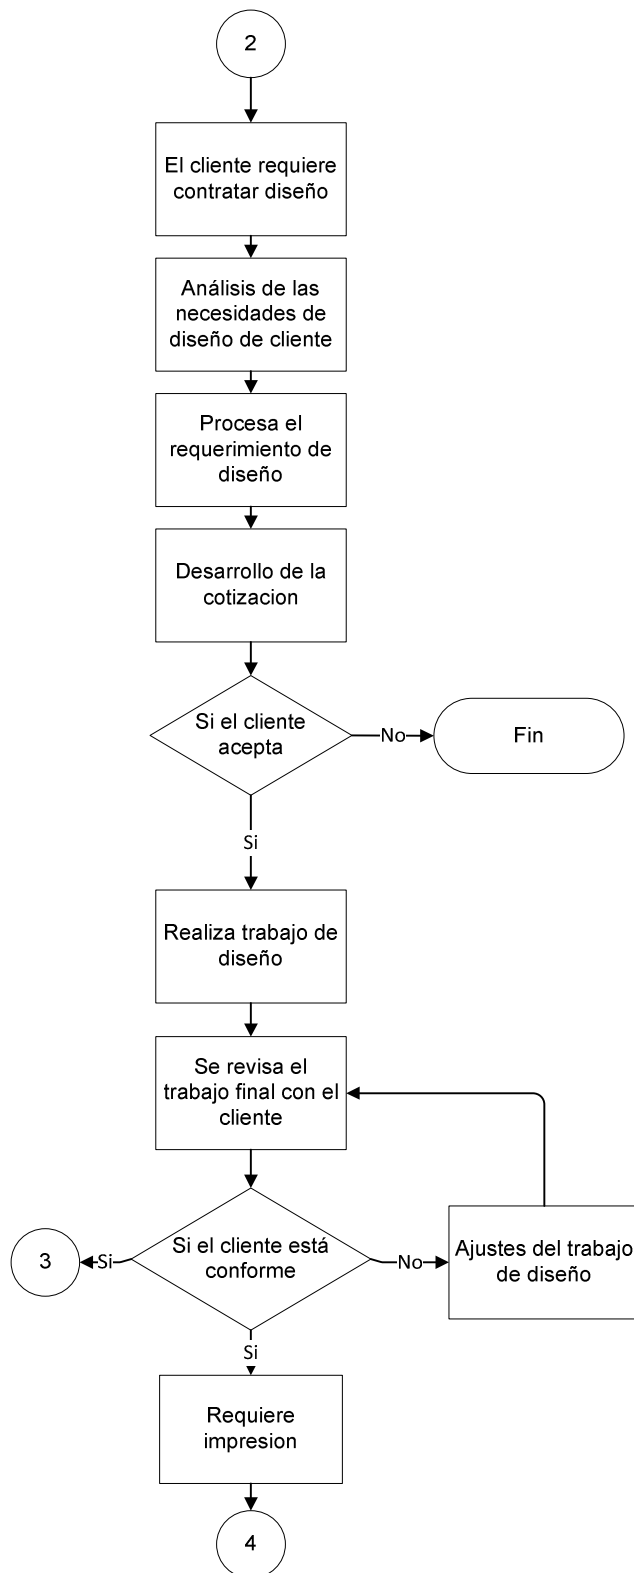 2
El cliente requiere
contratar diseño
Análisis de las
necesidades de
diseño de cliente
Procesa el
requerimiento de
diseño
Desarrollo de la
cotizacion
Si el cliente
acepta
No
Fin
Si
Realiza trabajo de
diseño
Se revisa el
trabajo final con el
cliente
3
Si
Si el cliente está
conforme
No
Ajustes del trabajo
de diseño
Si
Requiere
impresion
4